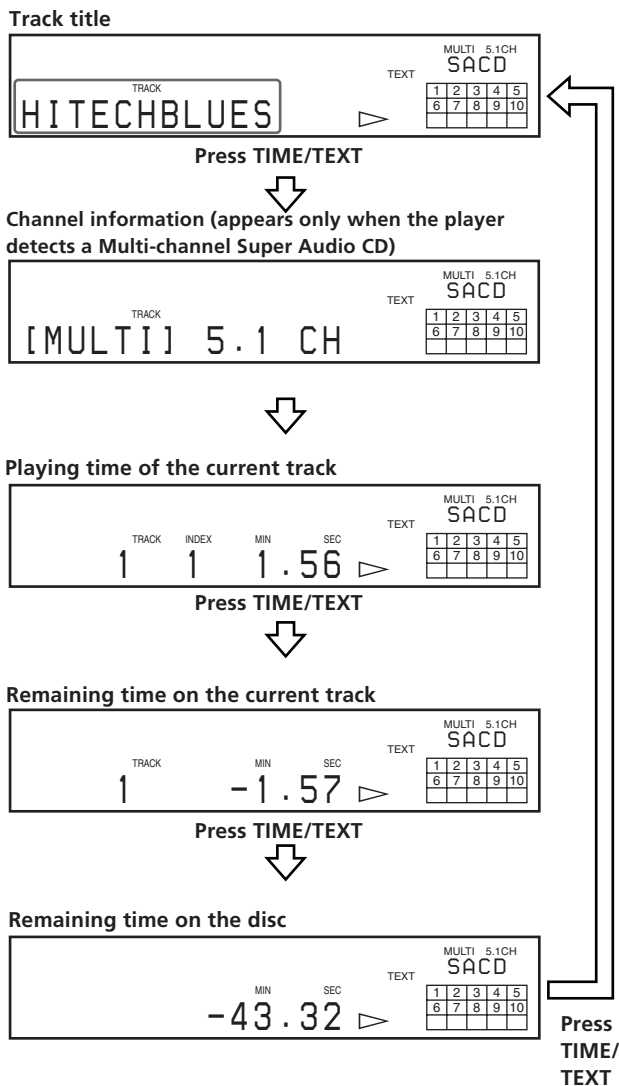 Track title
MULTI 5.1CH
SACD
TEXT
1 2 3 4 5
6 7 8 9 10
TRACK
HITECHBLUES
Press TIME/TEXT
Channel information (appears only when the player
detects a Multi-channel Super Audio CD)
MULTI 5.1CH
SACD
TEXT
1 2 3 4 5
6 7 8 9 10
TRACK
[MULTI] 5.1 CH
Playing time of the current track
MULTI 5.1CH
SACD
TEXT
1 2 3 4 5
6 7 8 9 10
TRACK INDEX MIN SEC
1 1 1.56
Press TIME/TEXT
Remaining time on the current track
MULTI 5.1CH
SACD
TEXT
1 2 3 4 5
6 7 8 9 10
TRACK MIN SEC
1 -1.57
Press TIME/TEXT
Remaining time on the disc
MULTI 5.1CH
SACD
TEXT
1 2 3 4 5
6 7 8 9 10
MIN SEC
-43.32
Press
TIME/
TEXT